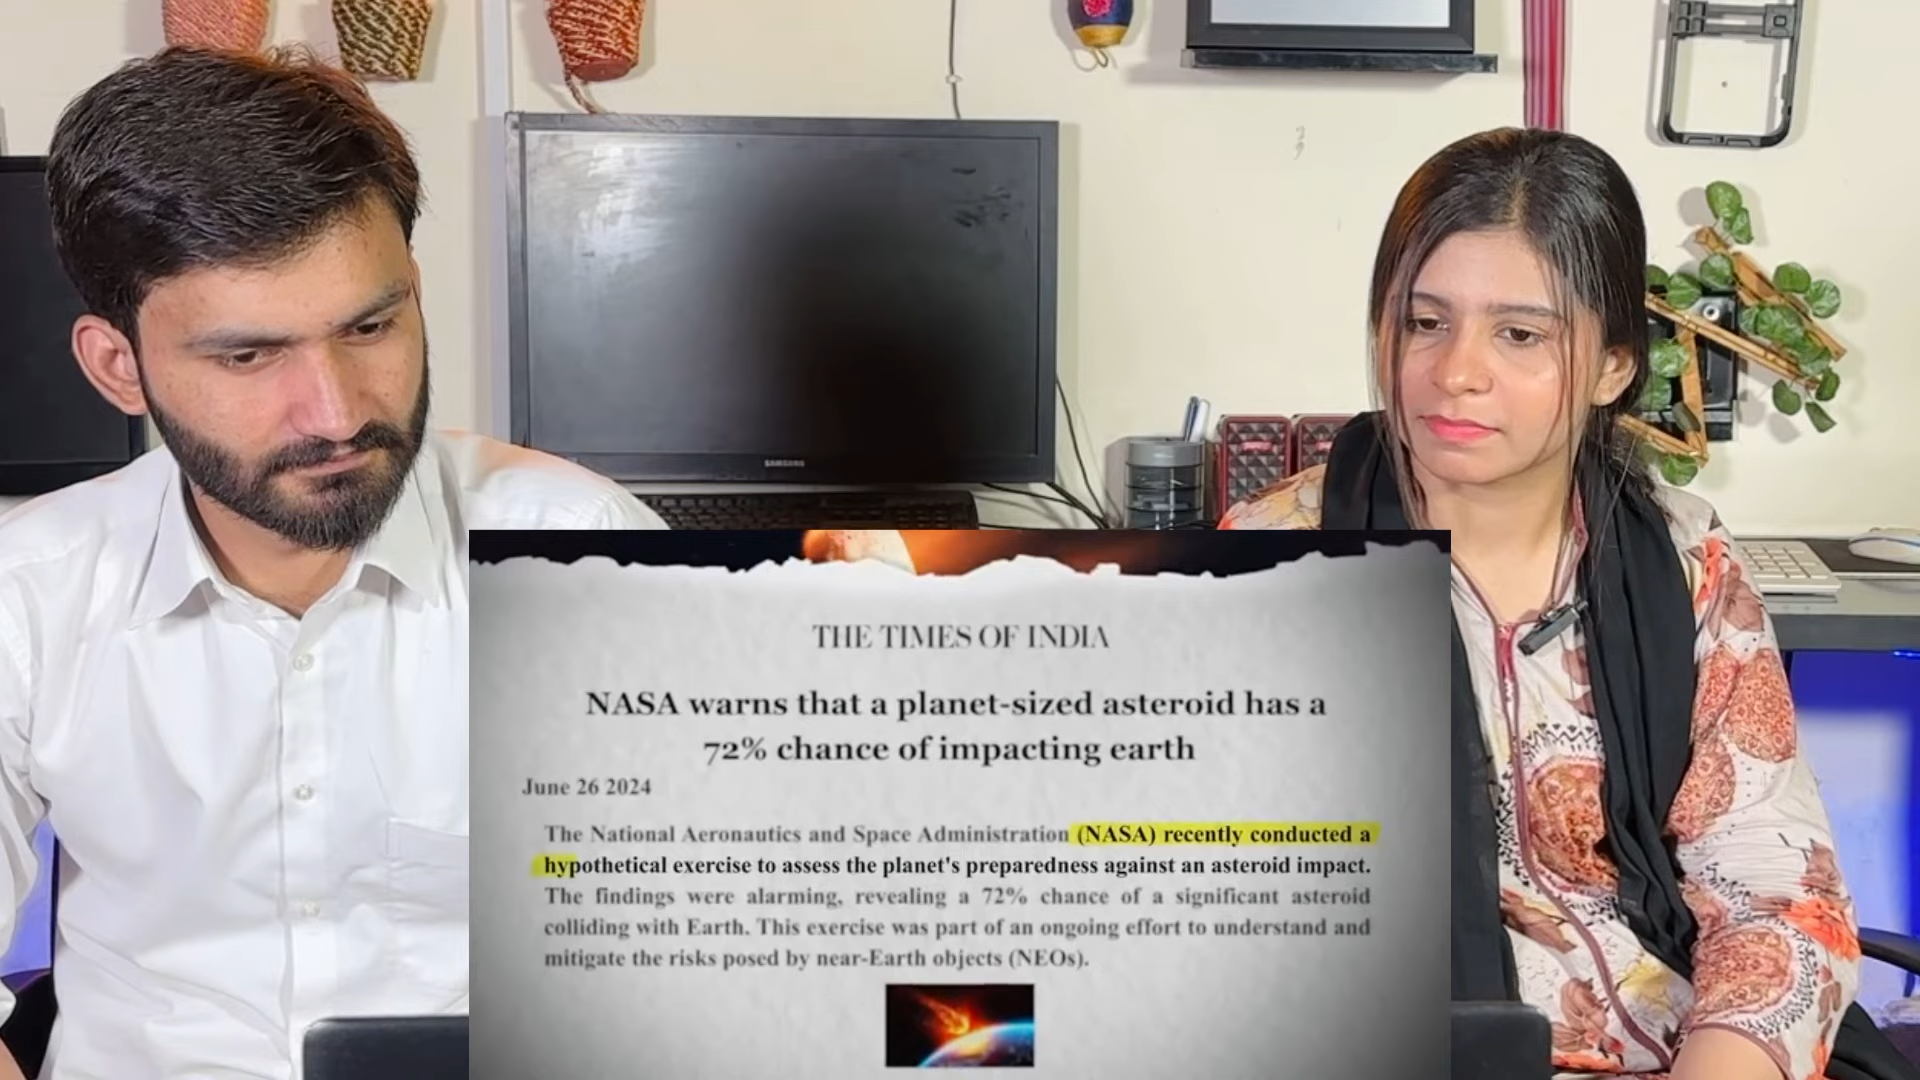 SAMSUNG
THE TIMES OF INDIA
NASA warns that a planet-sized asteroid has a
72% chance of impacting earth
June 26 2024
The National Aeronautics and Space Administration (NASA) recently conducted a
hypothetical exercise to assess the planet's preparedness against an asteroid impact.
The findings were alarming, revealing a 72% chance of a significant asteroid
colliding with Earth. This exercise was part of an ongoing effort to understand and
mitigate the risks posed by near-Earth objects (NEOs).